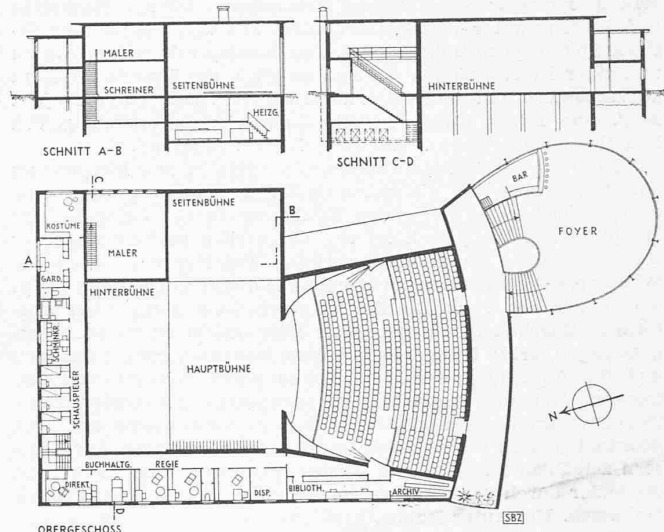 MALER
SCHREINER
SEITENBÜHNE
HEIZG.
SCHNITT A-B
HINTERBÜHNE
SCHNITT C-D
C
SEITENBÜHNE
B
KOSTÜME
MALER
A
GARD.
HINTERBÜHNE
SCHMINKR.
SCHAUSPIELER
HAUPTBÜHNE
BAR
FOYER
N
BUCHHALTG.
REGIE
DIREKT.
DISP.
BIBLIOTH.
ARCHIV
D
SBZ
OBERGESCHOSS